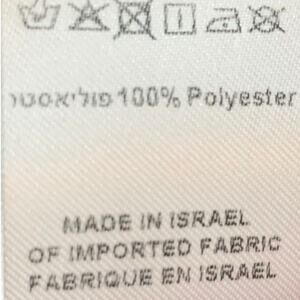 פוליאסטר 100% Polyester
MADE IN ISRAEL
OF IMPORTED FABRIC
FABRIQUE EN ISRAEL